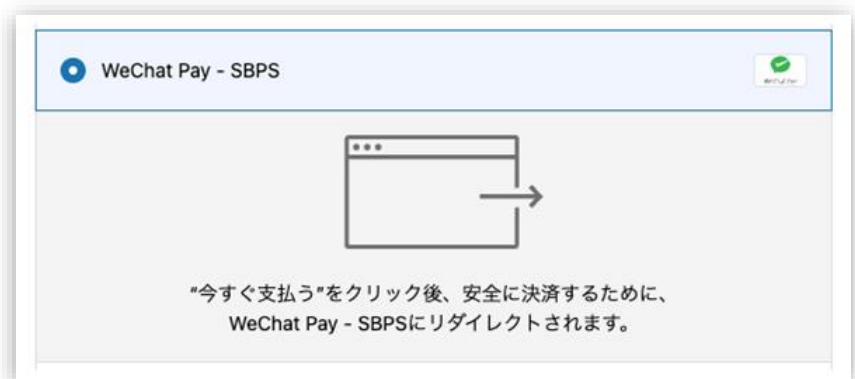 WeChat Pay - SBPS
WeChat Pay
“今すぐ支払う”をクリック後、安全に決済するために、
WeChat Pay - SBPSにリダイレクトされます。